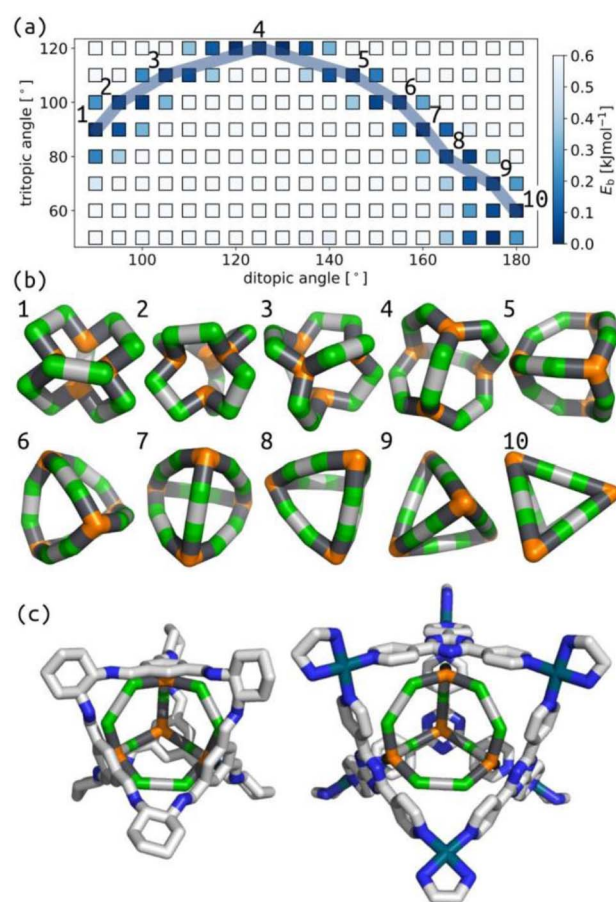 (a)
1 2 3 4 5 6 7 8 9 10
tritopic angle [°]
120
100
80
60
100 120 140 160 180
ditopic angle [°]
0.6
0.5
0.4
0.3
0.2
0.1
0.0
E_b [kJmol⁻¹]
(b)
1 2 3 4 5
6 7 8 9 10
(c)